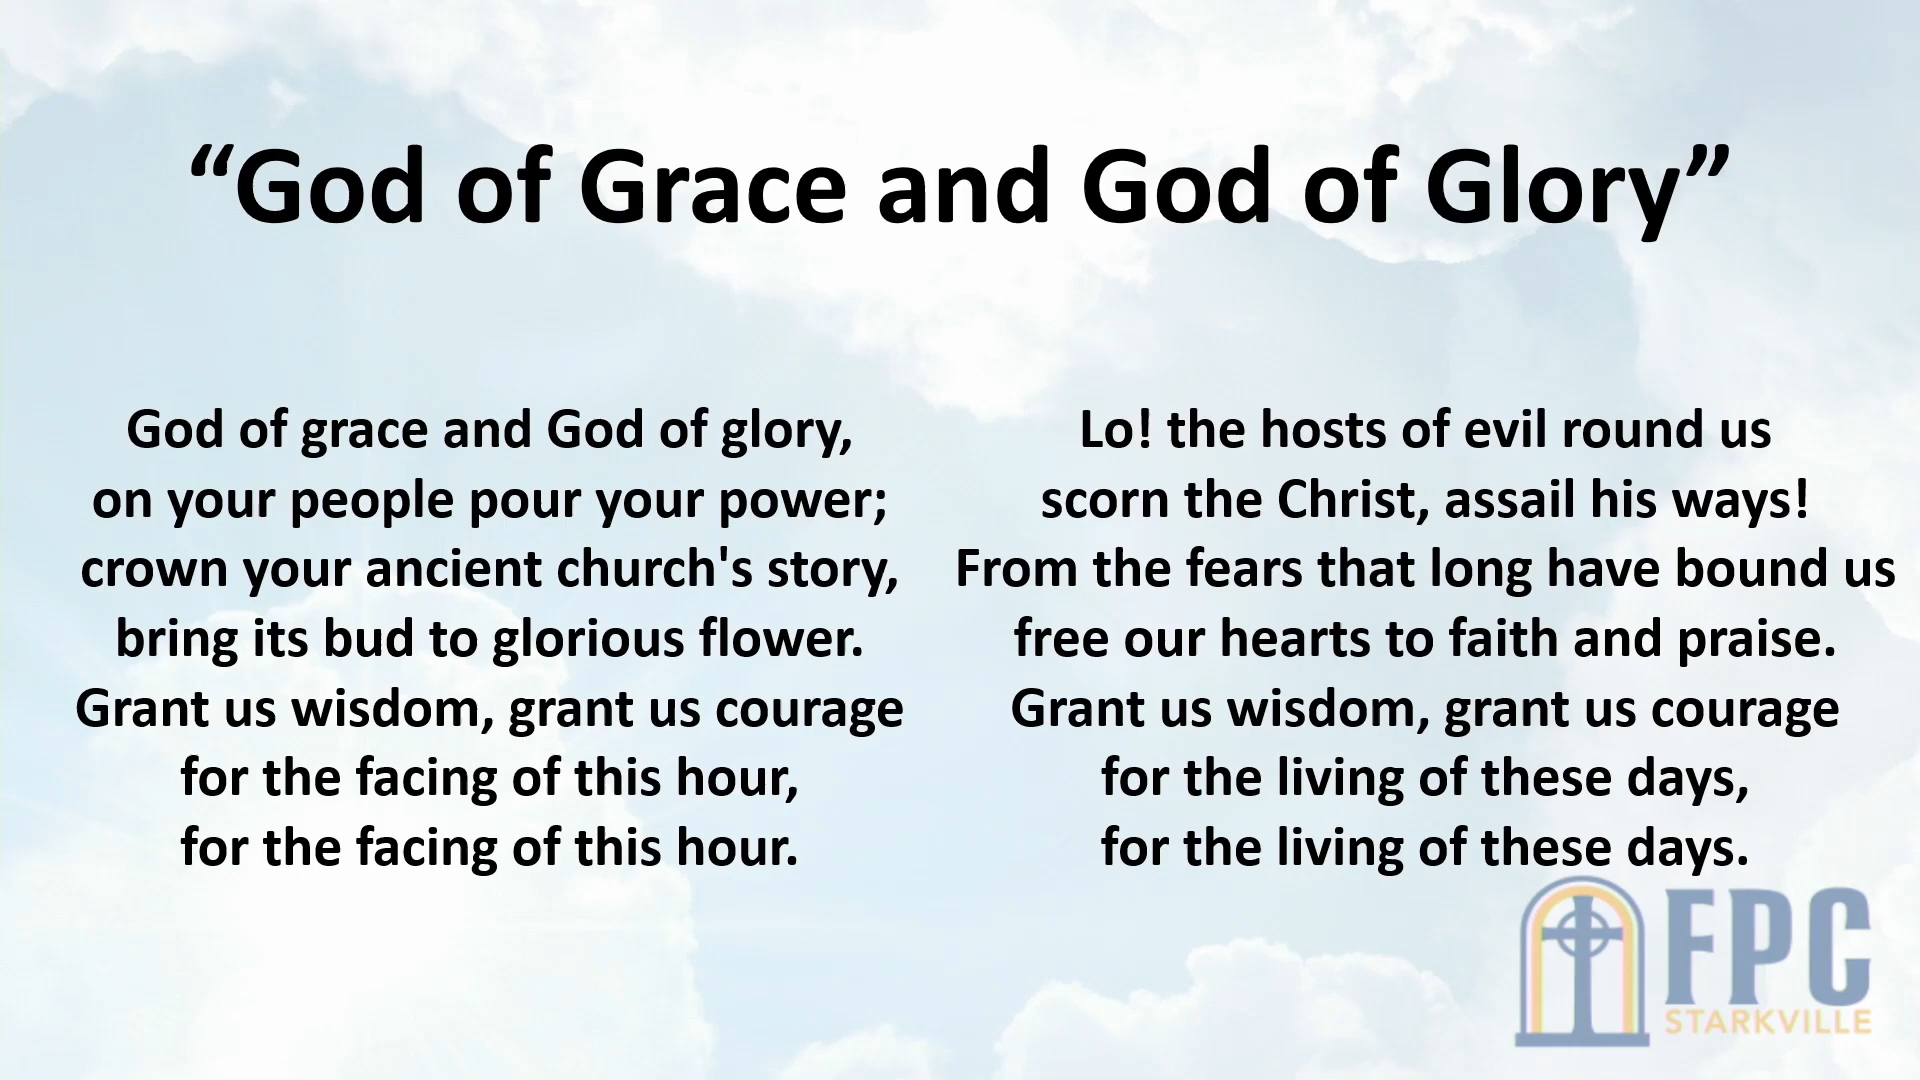 “God of Grace and God of Glory”
God of grace and God of glory,
on your people pour your power;
crown your ancient church's story,
bring its bud to glorious flower.
Grant us wisdom, grant us courage
for the facing of this hour,
for the facing of this hour.
Lo! the hosts of evil round us
scorn the Christ, assail his ways!
From the fears that long have bound us
free our hearts to faith and praise.
Grant us wisdom, grant us courage
for the living of these days,
for the living of these days.
FPC
STARKVILLE